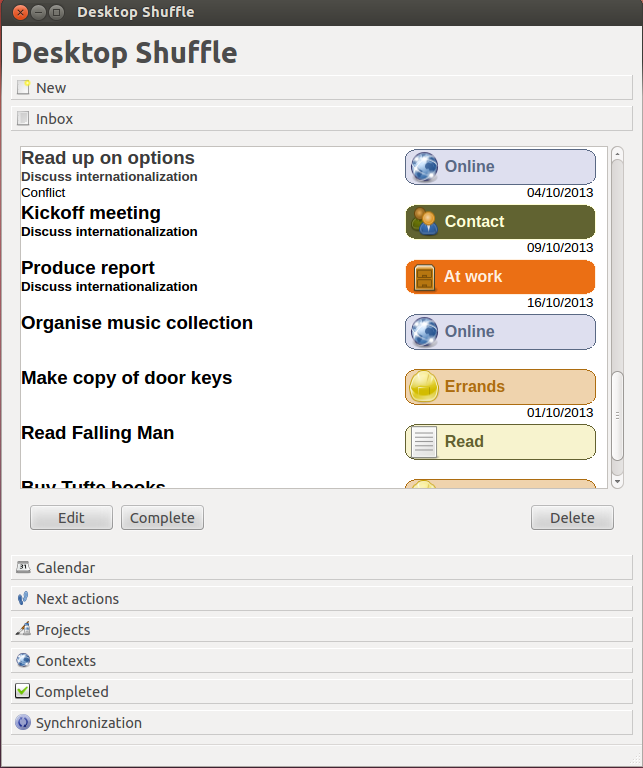 Desktop Shuffle
Desktop Shuffle
New
Inbox
Read up on options
Online
Discuss internationalization
Conflict
04/10/2013
Kickoff meeting
Contact
Discuss internationalization
09/10/2013
Produce report
At work
Discuss internationalization
16/10/2013
Organise music collection
Online
Make copy of door keys
Errands
01/10/2013
Read Falling Man
Read
Buy Tufte books
Edit
Complete
Delete
31
Calendar
Next actions
Projects
Contexts
Completed
Synchronization